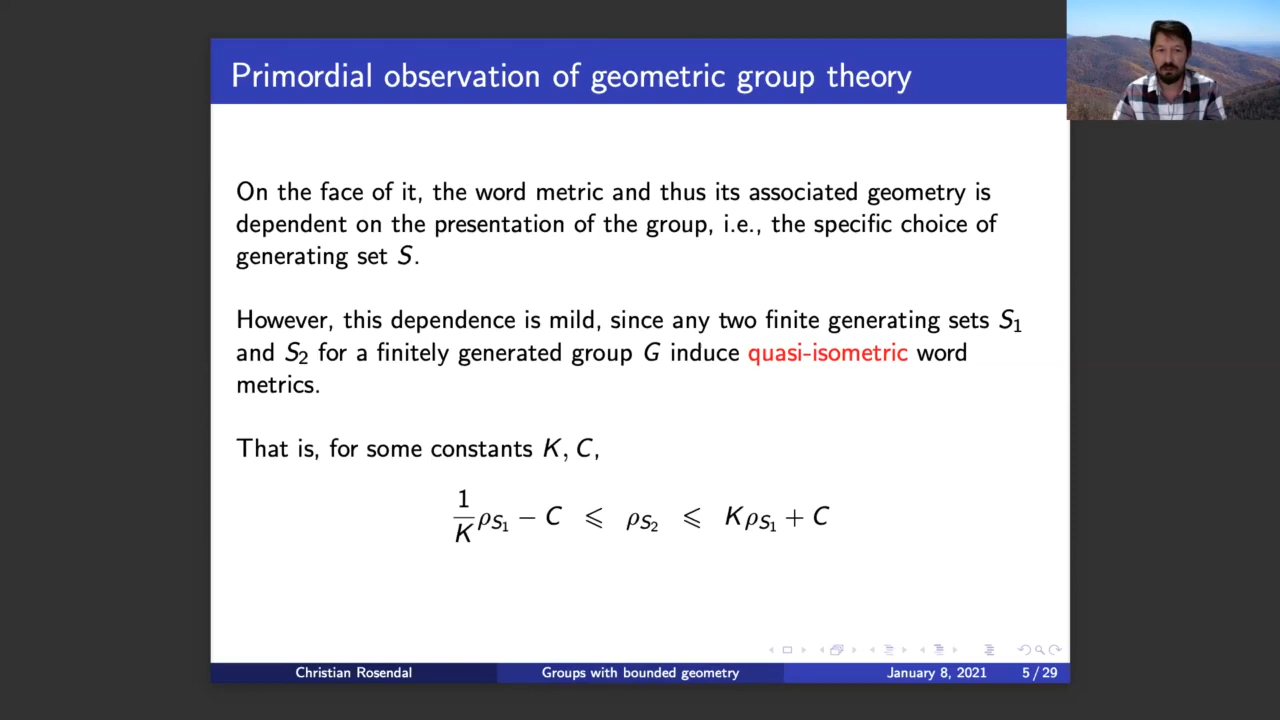 Primordial observation of geometric group theory
On the face of it, the word metric and thus its associated geometry is
dependent on the presentation of the group, i.e., the specific choice of
generating set S.
However, this dependence is mild, since any two finite generating sets S₁
and S₂ for a finitely generated group G induce quasi-isometric word
metrics.
That is, for some constants K, C,
1/K ρ_{S₁} − C ⩽ ρ_{S₂} ⩽ Kρ_{S₁} + C
Christian Rosendal Groups with bounded geometry January 8, 2021 5 / 29